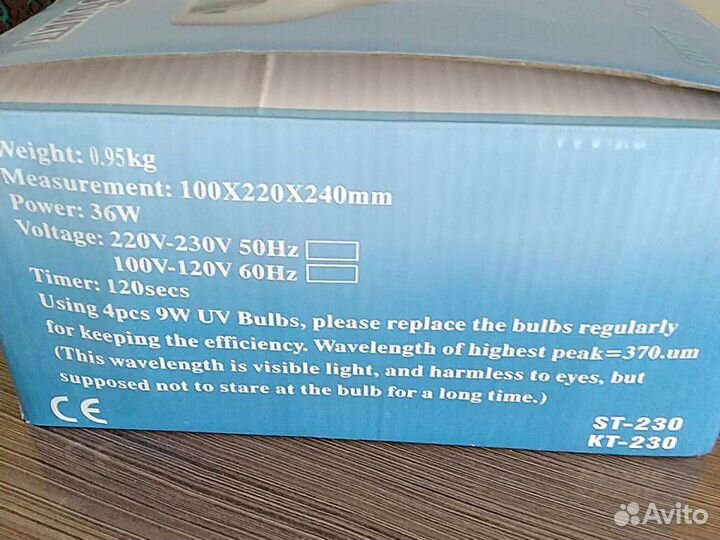 Weight: 0.95kg
Measurement: 100X220X240mm
Power: 36W
Voltage: 220V-230V 50Hz
100V-120V 60Hz
Timer: 120secs
Using 4pcs 9W UV Bulbs, please replace the bulbs regularly
for keeping the efficiency. Wavelength of highest peak=370.um
(This wavelength is visible light, and harmless to eyes, but
supposed not to stare at the bulb for a long time.)
CE
ST-230
KT-230
Avito